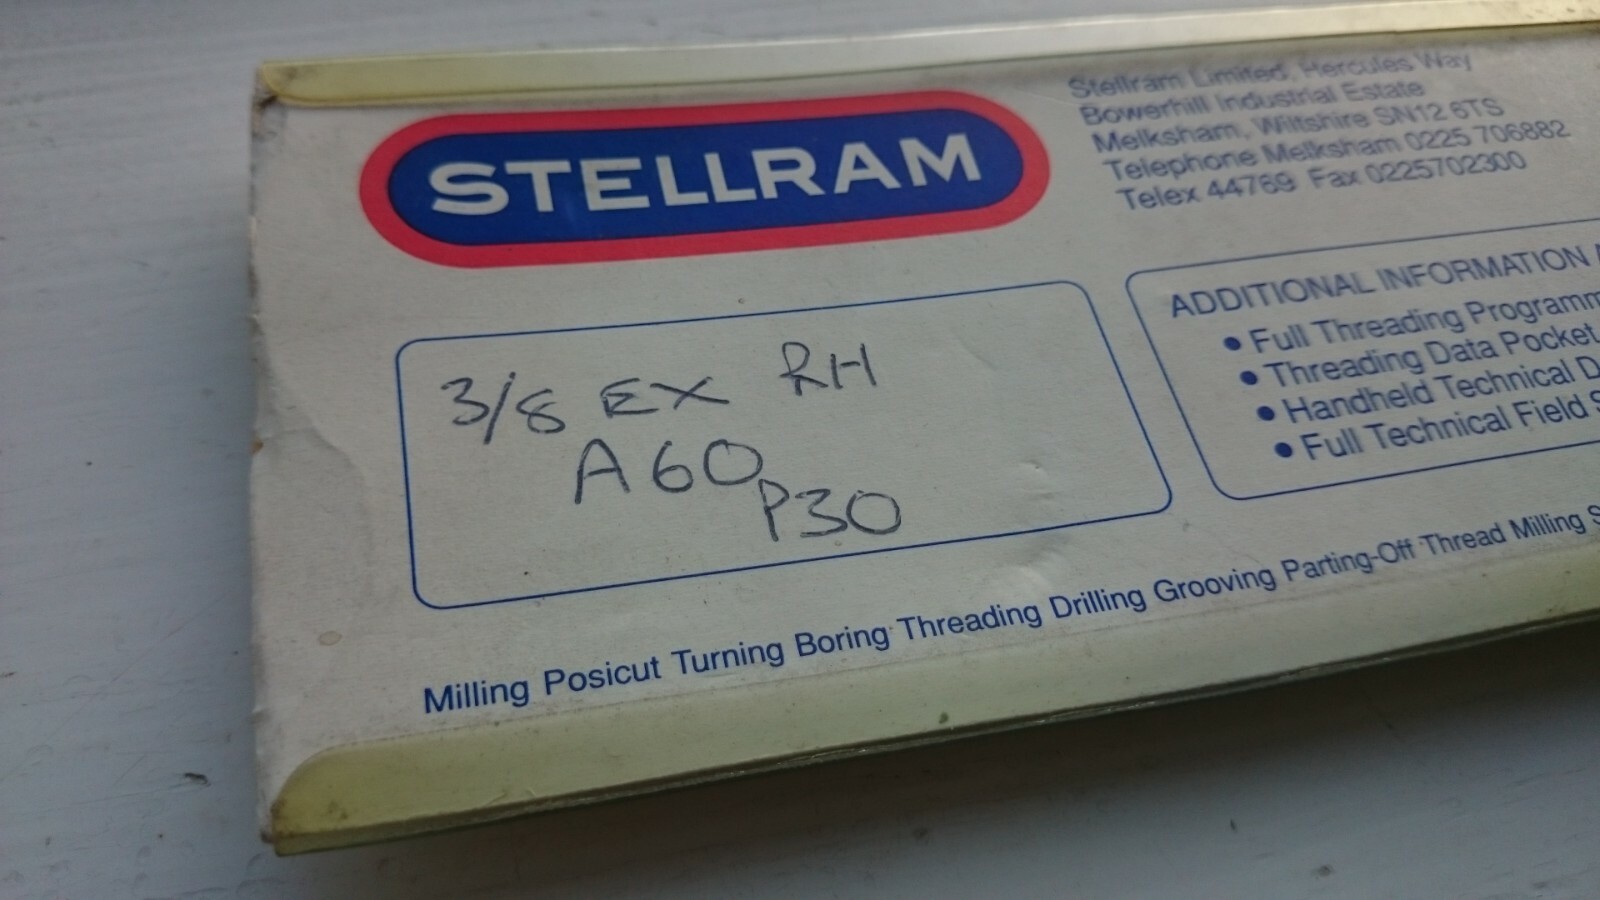 STELLRAM
Stellram Limited, Hercules Way
Bowerhill Industrial Estate
Melksham, Wiltshire SN12 6TS
Telephone Melksham 0225 706882
Telex 44769 Fax 0225702300
3/8 EX RH
A60
P30
ADDITIONAL INFORMATION
• Full Threading Programm
• Threading Data Pocket
• Handheld Technical D
• Full Technical Field S
Milling Posicut Turning Boring Threading Drilling Grooving Parting-Off Thread Milling S